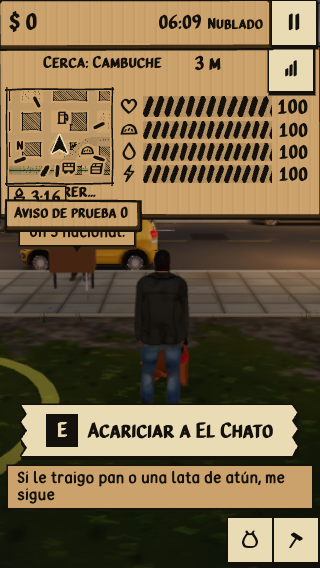 $ 0
06:09 NUBLADO
CERCA: CAMBUCHE 3 M
N
100
100
100
100
3:16
AVISO DE PRUEBA 0
E ACARICIAR A EL CHATO
Si le traigo pan o una lata de atún, me
sigue